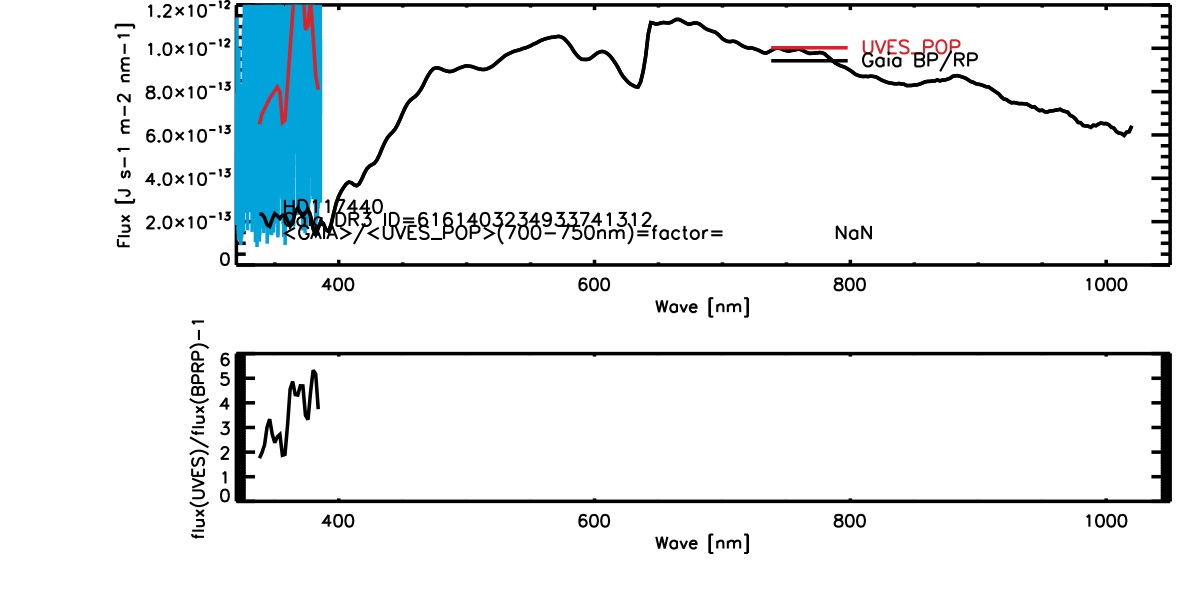 1.2×10−12
1.0×10−12
8.0×10−13
6.0×10−13
4.0×10−13
2.0×10−13
0
Flux [J s−1 m−2 nm−1]
UVES_POP
Gaia BP/RP
HD117440
Gaia DR3 ID=6161403234933741312
<GAIA>/<UVES_POP>(700−750nm)=factor= NaN
400 600 800 1000
Wave [nm]
6
5
4
3
2
1
0
flux(UVES)/flux(BPRP)−1
400 600 800 1000
Wave [nm]